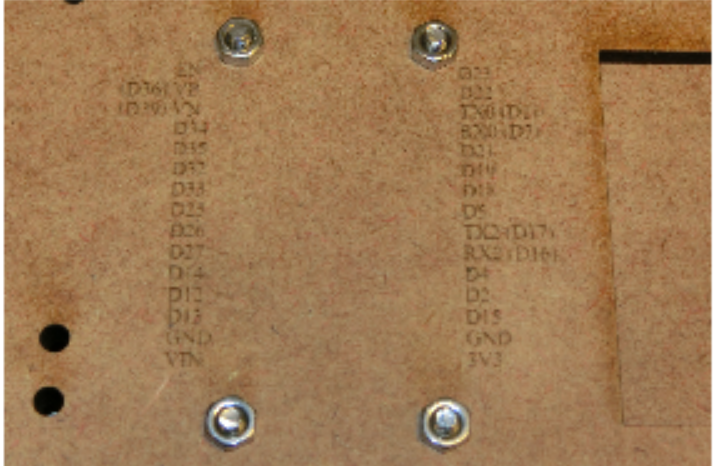 EN
(D36) VP
(D39) VN
D34
D35
D32
D33
D25
D26
D27
D14
D12
D13
GND
VIN
D23
D22
TX0 (D1)
RX0 (D3)
D21
D19
D18
D5
TX2 (D17)
RX2 (D16)
D4
D2
D15
GND
3V3